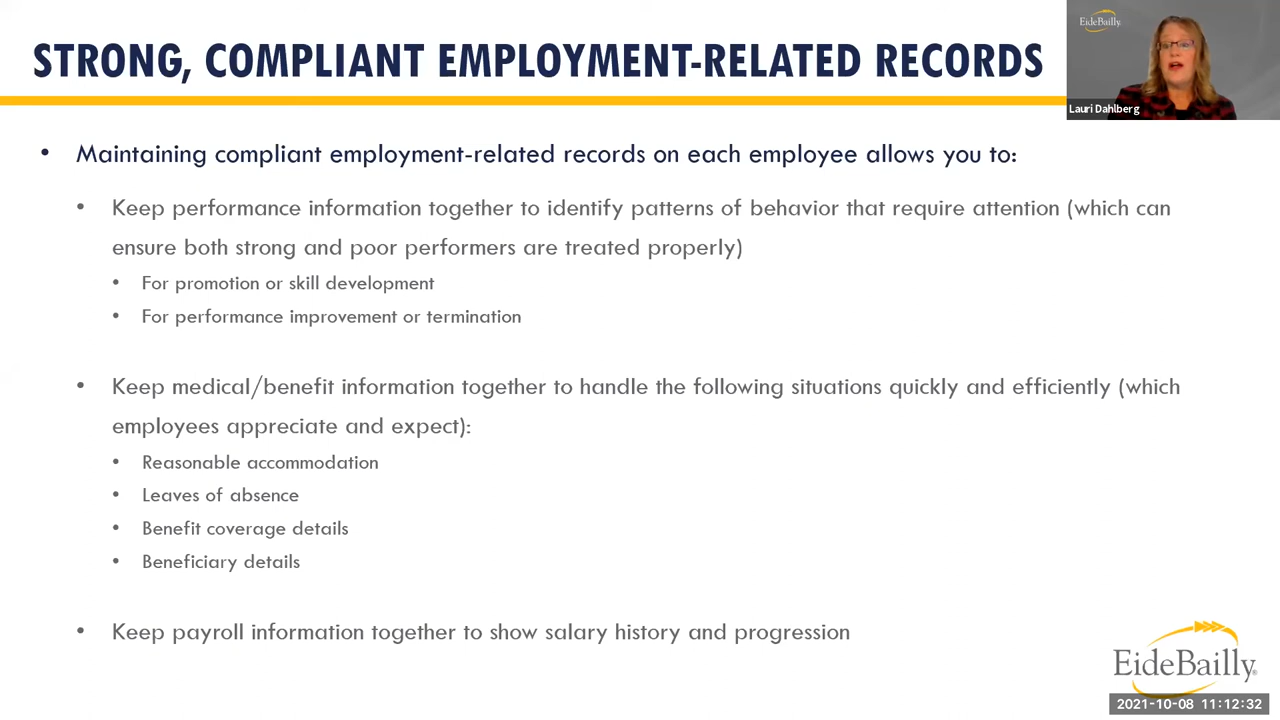 STRONG, COMPLIANT EMPLOYMENT-RELATED RECORDS
EideBailly
Lauri Dahlberg
• Maintaining compliant employment-related records on each employee allows you to:
• Keep performance information together to identify patterns of behavior that require attention (which can
ensure both strong and poor performers are treated properly)
• For promotion or skill development
• For performance improvement or termination
• Keep medical/benefit information together to handle the following situations quickly and efficiently (which
employees appreciate and expect):
• Reasonable accommodation
• Leaves of absence
• Benefit coverage details
• Beneficiary details
• Keep payroll information together to show salary history and progression
EideBailly®
2021-10-08 11:12:32